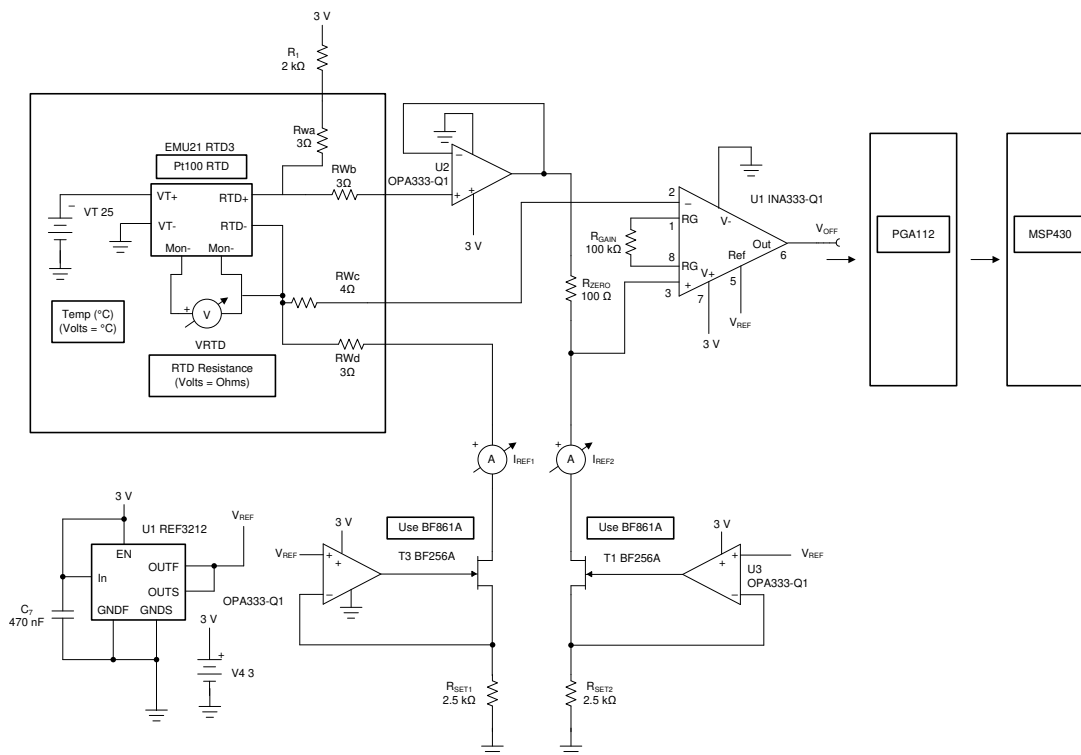 3 V
R1
2 kΩ
Rwa
3Ω
EMU21 RTD3
Pt100 RTD
VT+
RTD+
VT-
RTD-
Mon-
Mon-
VT 25
RWb
3Ω
U2
OPA333-Q1
−
+
+
3 V
RWc
4Ω
+
V
VRTD
Temp (°C)
(Volts = °C)
RTD Resistance
(Volts = Ohms)
RWd
3Ω
RZERO
100 Ω
RGAIN
100 kΩ
2
−
1
RG
8
RG
3
+
V-
U1 INA333-Q1
Out
6
Ref
5
V+
7
VREF
3 V
VOFF
PGA112
MSP430
+
A
IREF1
+
A
IREF2
3 V
U1 REF3212
VREF
EN
In
OUTF
OUTS
GNDF
GNDS
C7
470 nF
3 V
+
V4 3
OPA333-Q1
VREF
3 V
+
+
−
Use BF861A
T3 BF256A
Use BF861A
T1 BF256A
3 V
+
+
−
VREF
U3
OPA333-Q1
RSET1
2.5 kΩ
RSET2
2.5 kΩ